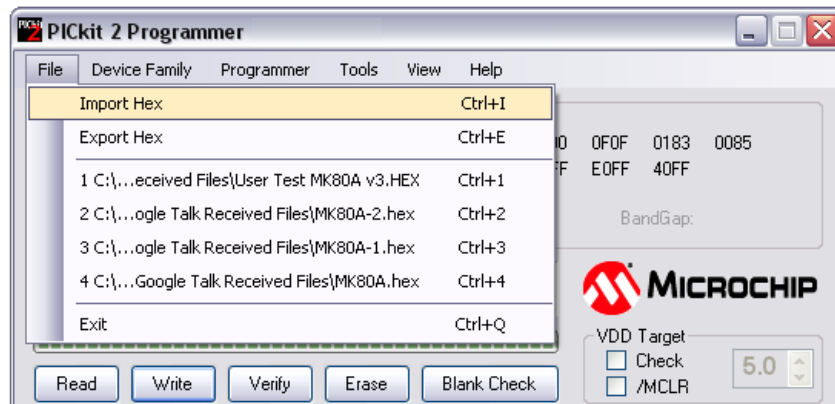 PICkit 2 Programmer
File Device Family Programmer Tools View Help
Import Hex Ctrl+I
Export Hex Ctrl+E
0F0F 0183 0085
E0FF 40FF
1 C:\...eceived Files\User Test MK80A v3.HEX Ctrl+1
2 C:\...ogle Talk Received Files\MK80A-2.hex Ctrl+2
BandGap:
3 C:\...ogle Talk Received Files\MK80A-1.hex Ctrl+3
4 C:\...Google Talk Received Files\MK80A.hex Ctrl+4
MICROCHIP
Exit Ctrl+Q
VDD Target
Check
5.0
/MCLR
Read Write Verify Erase Blank Check